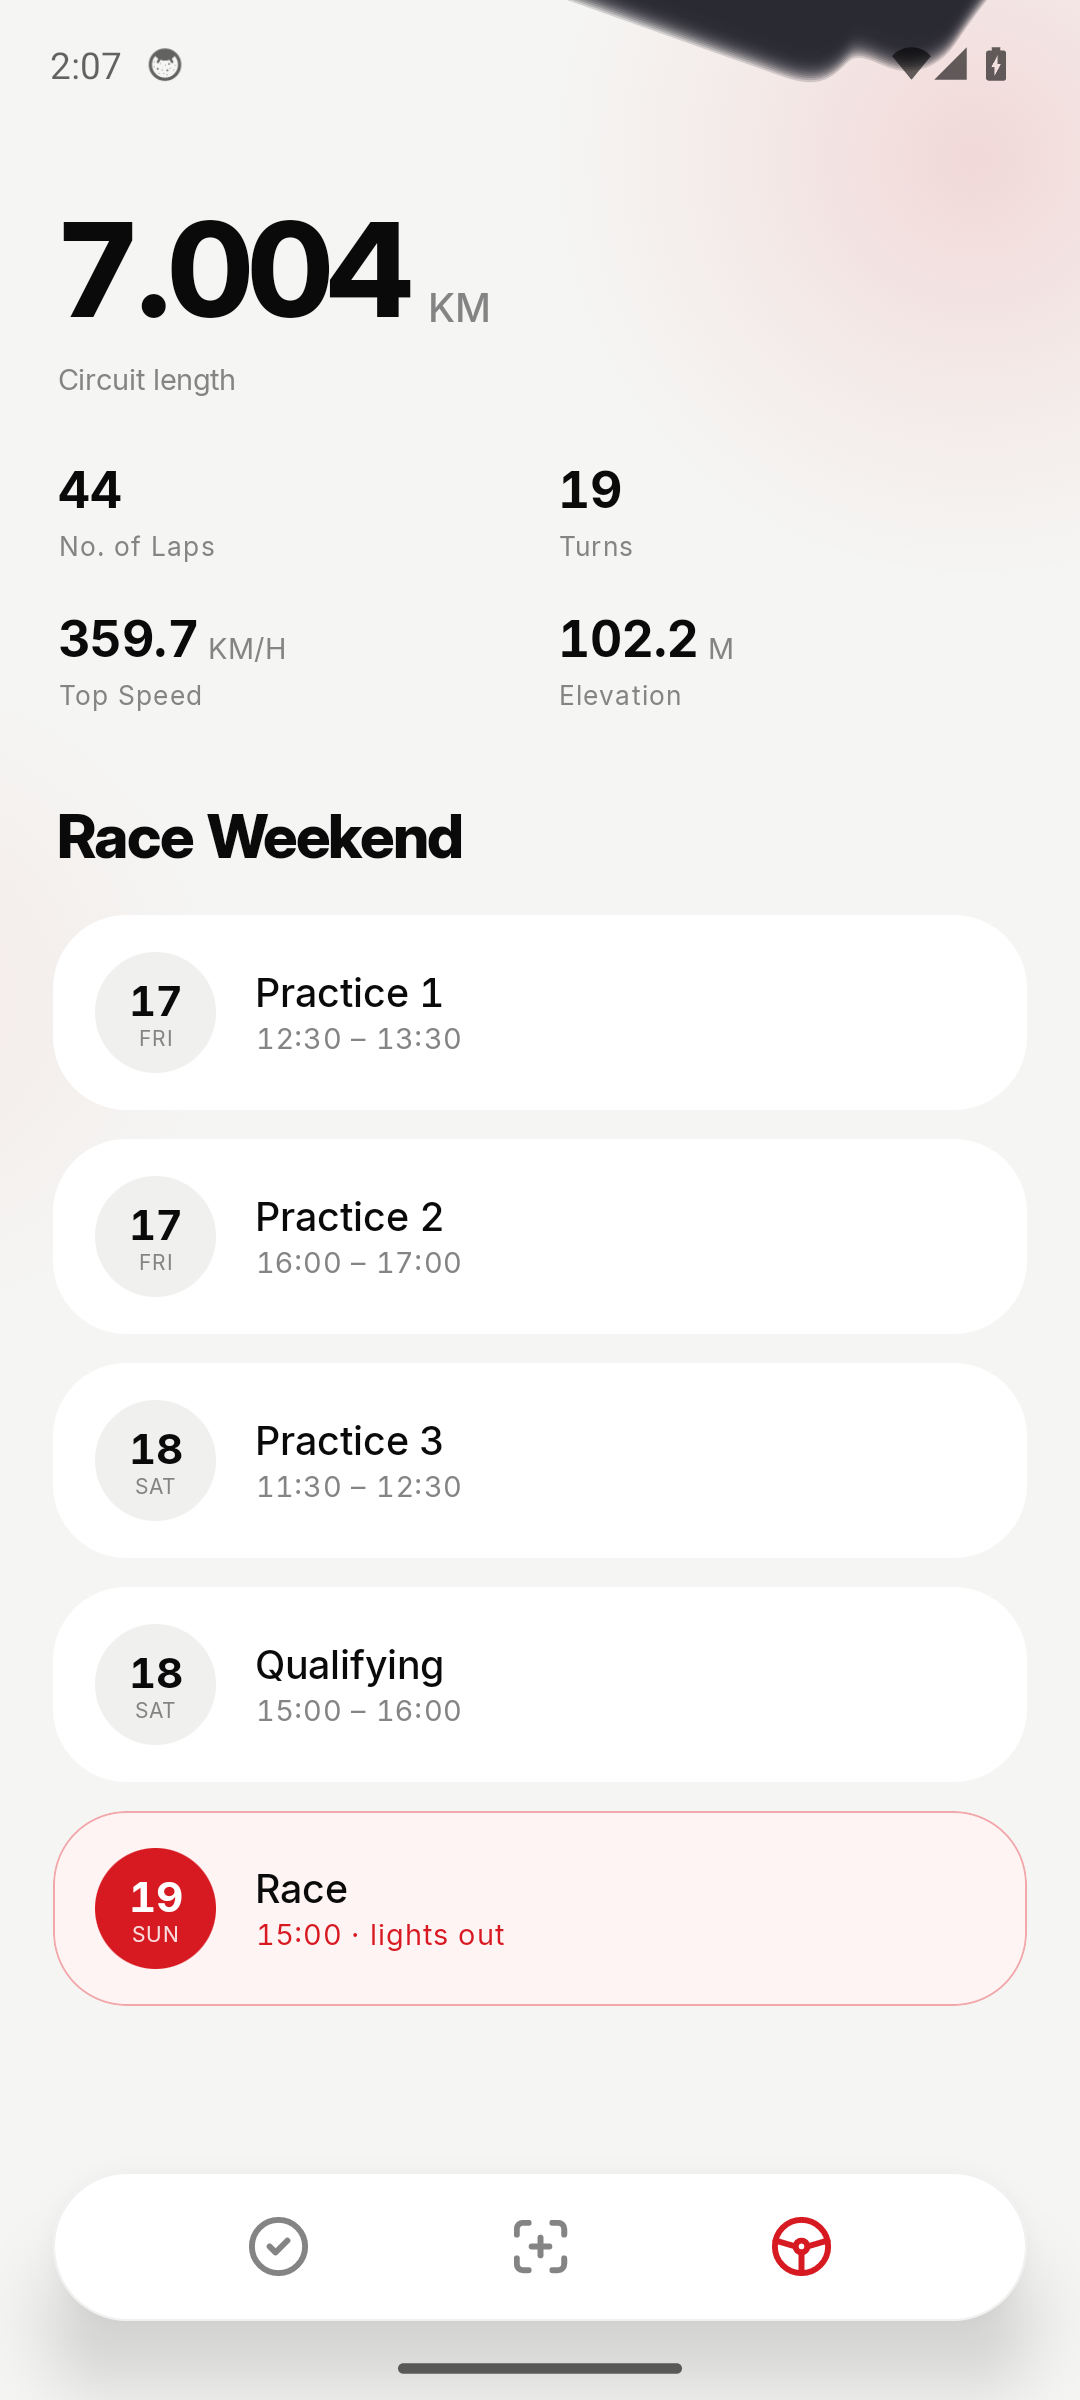 2:07
7.004 KM
Circuit length
44
No. of Laps
19
Turns
359.7 KM/H
Top Speed
102.2 M
Elevation
Race Weekend
17
FRI
Practice 1
12:30 – 13:30
17
FRI
Practice 2
16:00 – 17:00
18
SAT
Practice 3
11:30 – 12:30
18
SAT
Qualifying
15:00 – 16:00
19
SUN
Race
15:00 · lights out